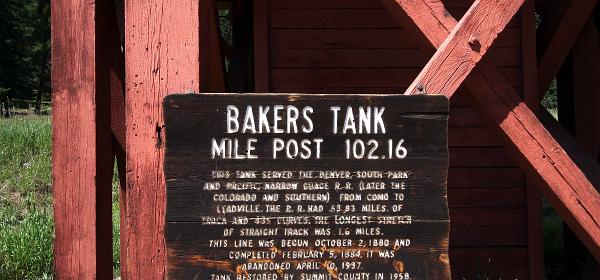 BAKERS TANK
MILE POST 102.16
THIS TANK SERVED THE DENVER, SOUTH PARK
AND PACIFIC, NARROW GUAGE R.R. (LATER THE
COLORADO AND SOUTHERN) FROM COMO TO
LEADVILLE. THE R.R. HAD 63.83 MILES. OF
TRACK AND 435 CURVES. THE LONGEST STRETCH
OF STRAIGHT TRACK WAS 1.6 MILES.
THIS LINE WAS BEGUN OCTOBER 2, 1880 AND
COMPLETED FEBRUARY 5, 1884. IT WAS
ABANDONED APRIL 10, 1937.
TANK RESTORED BY SUMMIT COUNTY IN 1958.